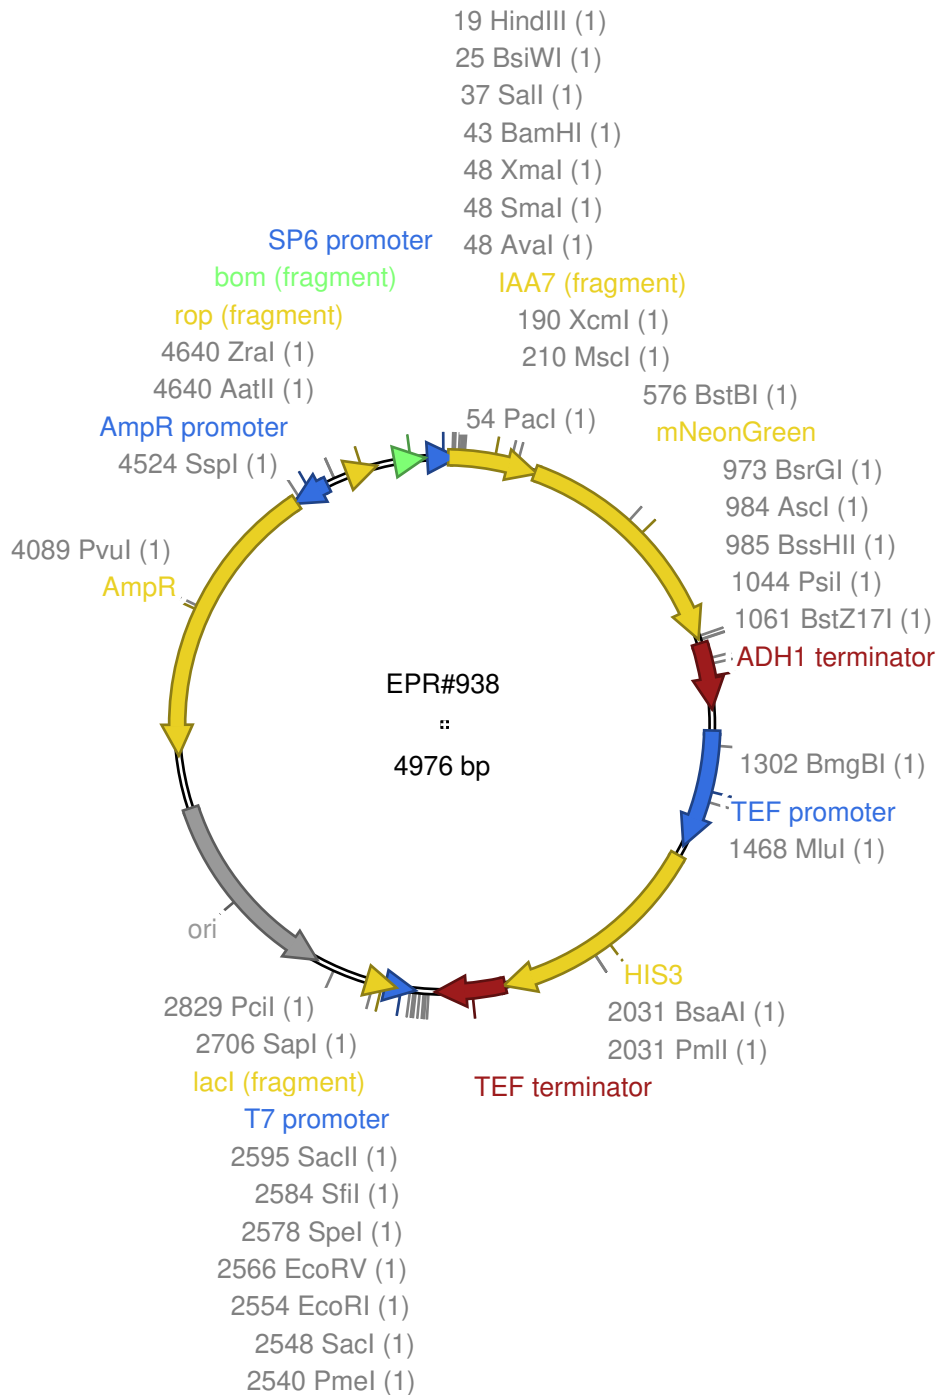 19 HindIII (1)
25 BsiWI (1)
37 SalI (1)
43 BamHI (1)
48 XmaI (1)
48 SmaI (1)
SP6 promoter
48 AvaI (1)
bom (fragment)
IAA7 (fragment)
rop (fragment)
190 XcmI (1)
4640 ZraI (1)
210 MscI (1)
4640 AatII (1)
576 BstBI (1)
AmpR promoter
54 PacI (1)
mNeonGreen
4524 SspI (1)
973 BsrGI (1)
984 AscI (1)
4089 PvuI (1)
985 BssHII (1)
AmpR
1044 PsiI (1)
1061 BstZ17I (1)
ADH1 terminator
EPR#938
4976 bp
1302 BmgBI (1)
TEF promoter
1468 MluI (1)
ori
HIS3
2829 PciI (1)
2031 BsaAI (1)
2706 SapI (1)
2031 PmlI (1)
lacI (fragment)
TEF terminator
T7 promoter
2595 SacII (1)
2584 SfiI (1)
2578 SpeI (1)
2566 EcoRV (1)
2554 EcoRI (1)
2548 SacI (1)
2540 PmeI (1)